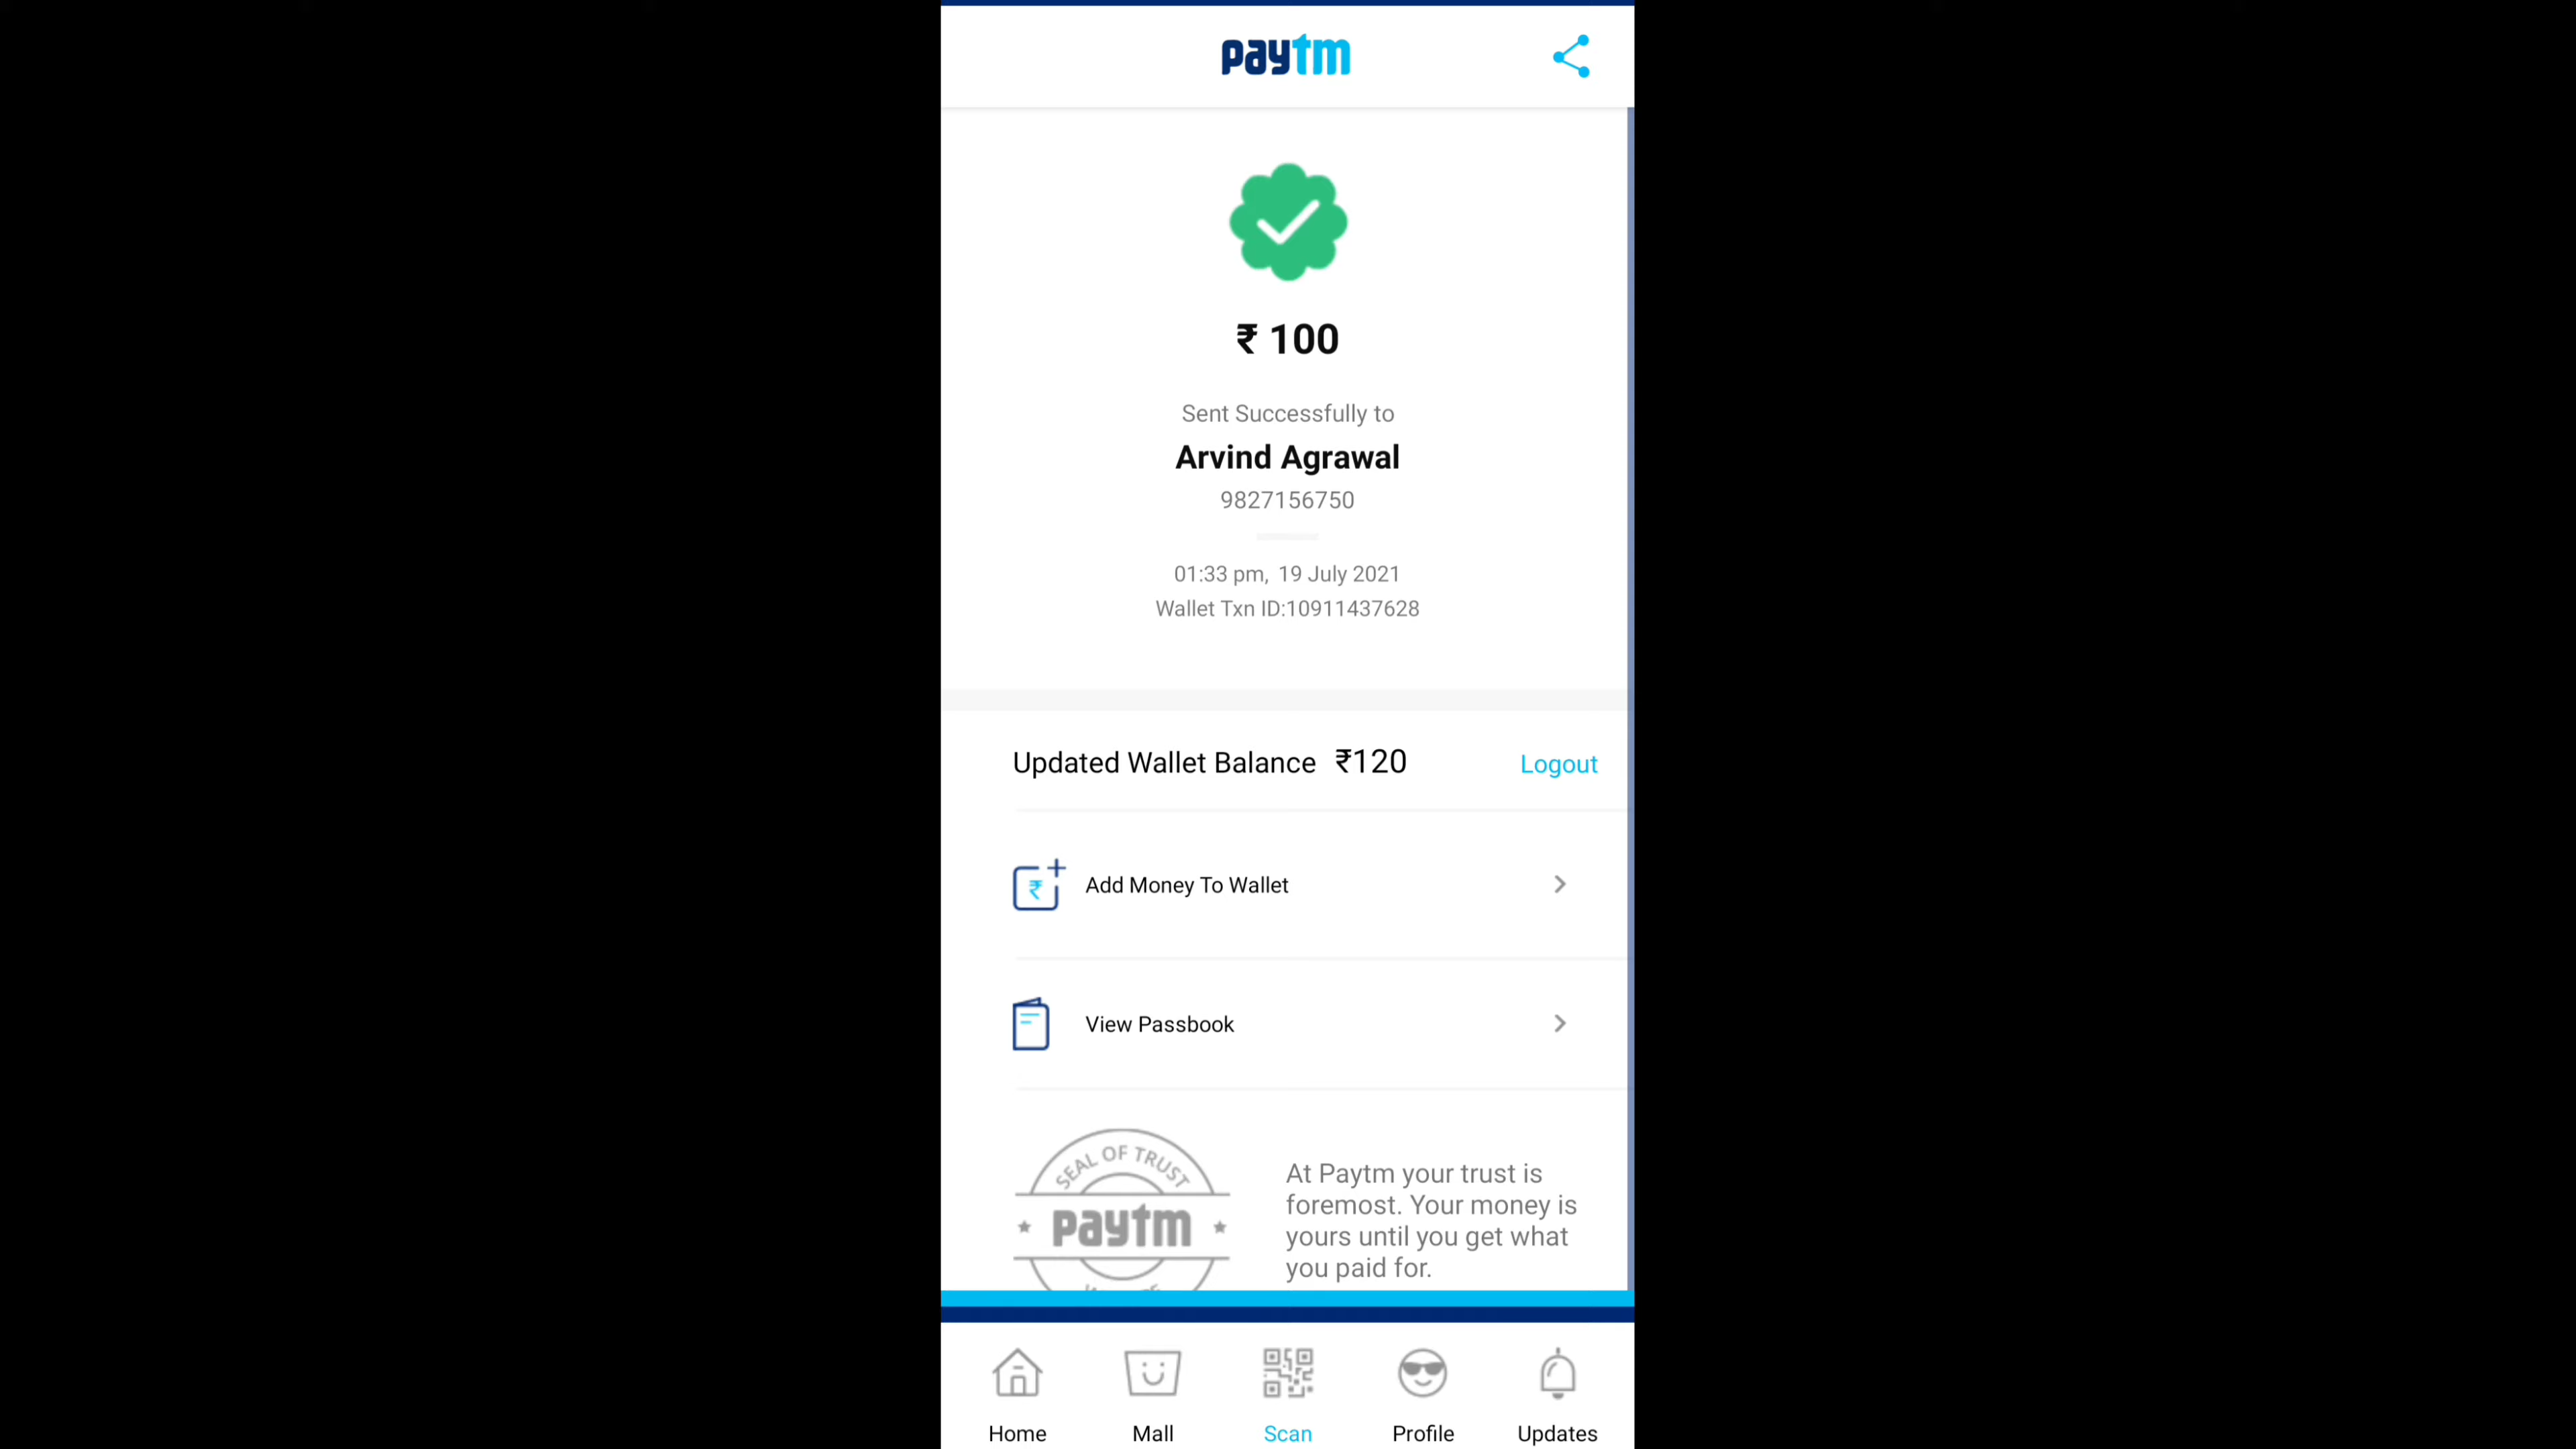 paytm
₹ 100
Sent Successfully to
Arvind Agrawal
9827156750
01:33 pm, 19 July 2021
Wallet Txn ID:10911437628
Updated Wallet Balance ₹120 Logout
Add Money To Wallet
View Passbook
SEAL OF TRUST
paytm
At Paytm your trust is
foremost. Your money is
yours until you get what
you paid for.
Home Mall Scan Profile Updates